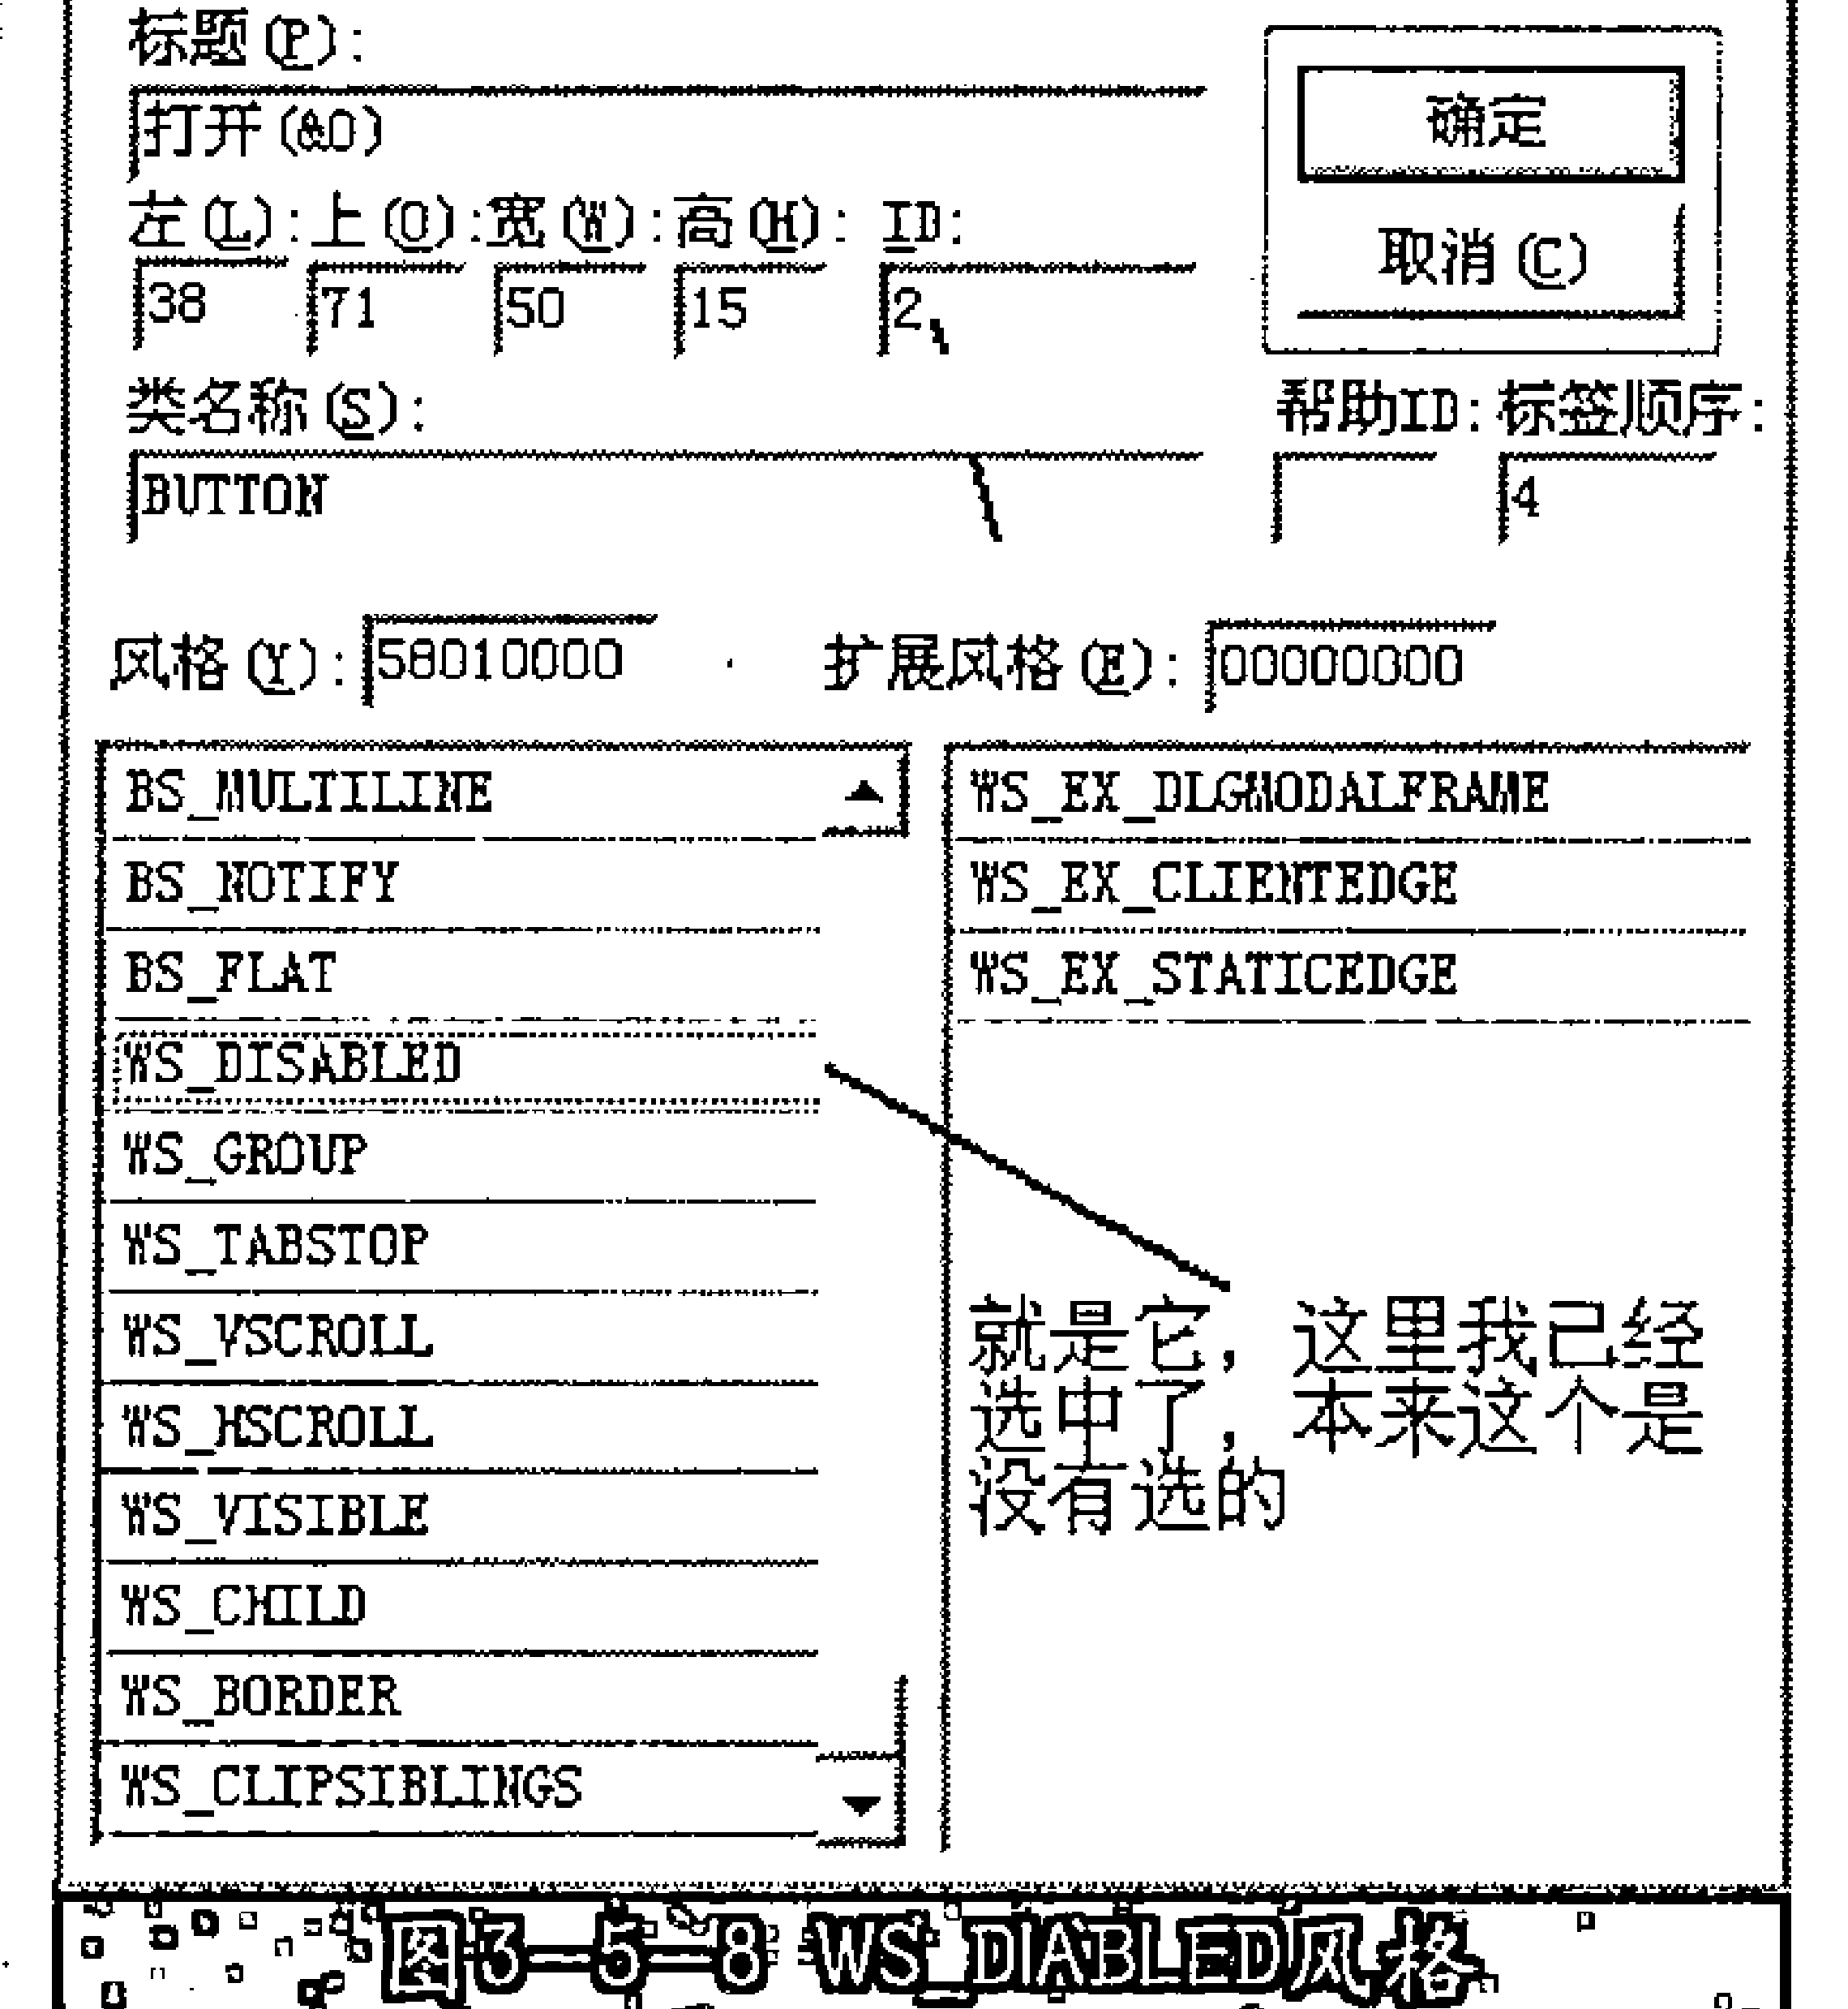 标题(P):
打开(&O)
确定
取消(C)
左(L):上(O):宽(W):高(H): ID:
38 71 50 15 2
类名称(S): 帮助ID:标签顺序:
BUTTON 4
风格(Y): 58010000 扩展风格(E): 00000000
BS_MULTILINE
BS_NOTIFY
BS_FLAT
WS_DISABLED
WS_GROUP
WS_TABSTOP
WS_VSCROLL
WS_HSCROLL
WS_VISIBLE
WS_CHILD
WS_BORDER
WS_CLIPSIBLINGS
WS_EX_DLGMODALFRAME
WS_EX_CLIENTEDGE
WS_EX_STATICEDGE
就是它，这里我已经
选中了，本来这个是
没有选的
图3-5-8 WS_DIABLED风格